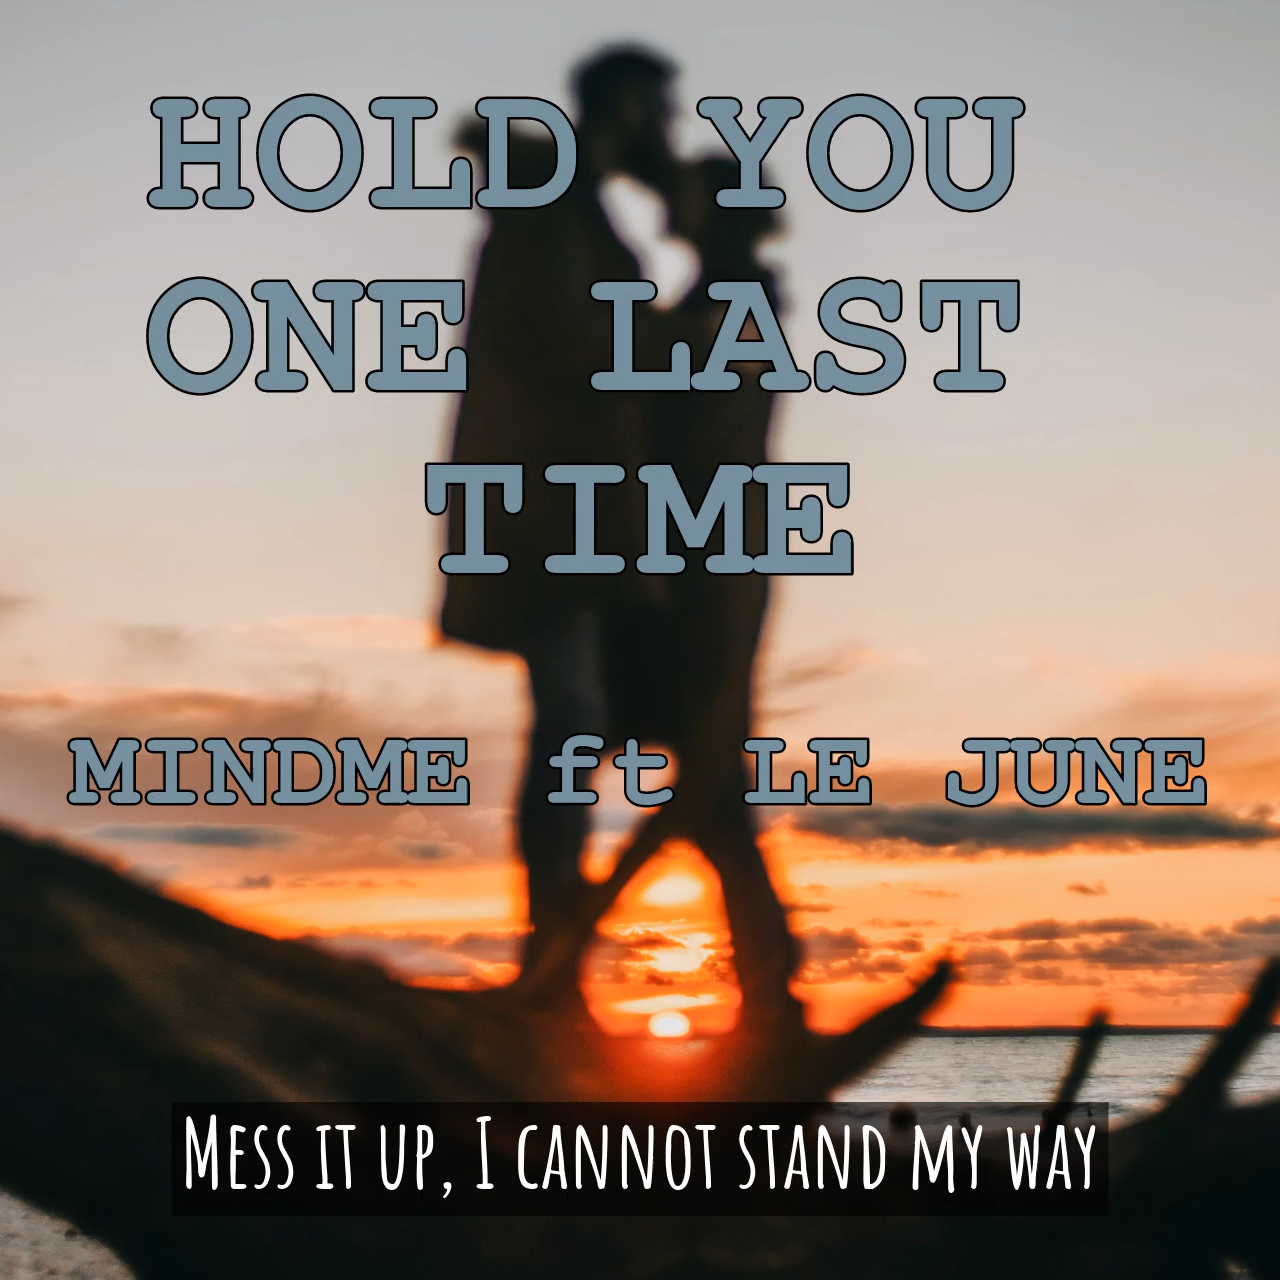 HOLD YOU
ONE LAST
TIME
MINDME ft LE JUNE
Mess it up, I cannot stand my way